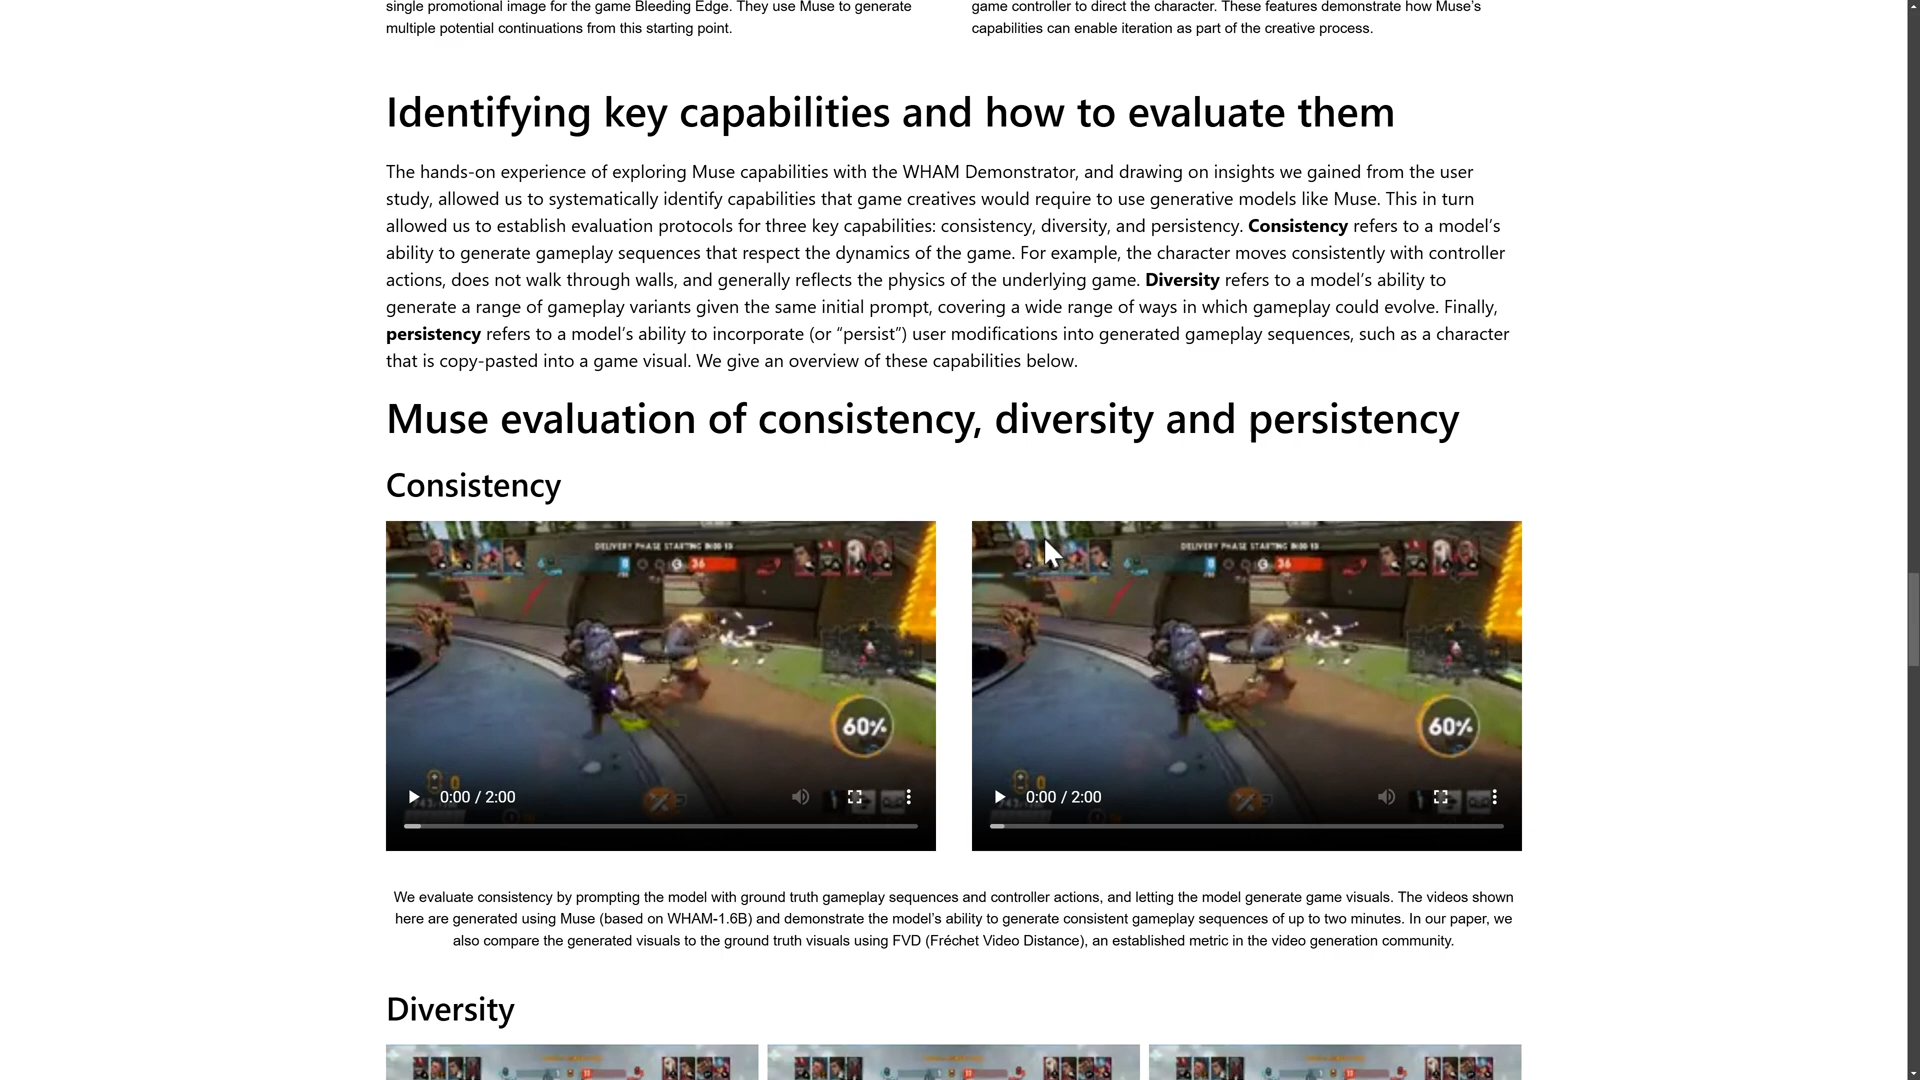 single promotional image for the game Bleeding Edge. They use Muse to generate
multiple potential continuations from this starting point.
game controller to direct the character. These features demonstrate how Muse’s
capabilities can enable iteration as part of the creative process.
Identifying key capabilities and how to evaluate them
The hands-on experience of exploring Muse capabilities with the WHAM Demonstrator, and drawing on insights we gained from the user
study, allowed us to systematically identify capabilities that game creatives would require to use generative models like Muse. This in turn
allowed us to establish evaluation protocols for three key capabilities: consistency, diversity, and persistency. Consistency refers to a model’s
ability to generate gameplay sequences that respect the dynamics of the game. For example, the character moves consistently with controller
actions, does not walk through walls, and generally reflects the physics of the underlying game. Diversity refers to a model’s ability to
generate a range of gameplay variants given the same initial prompt, covering a wide range of ways in which gameplay could evolve. Finally,
persistency refers to a model’s ability to incorporate (or “persist”) user modifications into generated gameplay sequences, such as a character
that is copy-pasted into a game visual. We give an overview of these capabilities below.
Muse evaluation of consistency, diversity and persistency
Consistency
DELIVERY PHASE STARTING IN
36
60%
0
0:00 / 2:00
DELIVERY PHASE STARTING IN
36
60%
0
0:00 / 2:00
We evaluate consistency by prompting the model with ground truth gameplay sequences and controller actions, and letting the model generate game visuals. The videos shown
here are generated using Muse (based on WHAM-1.6B) and demonstrate the model’s ability to generate consistent gameplay sequences of up to two minutes. In our paper, we
also compare the generated visuals to the ground truth visuals using FVD (Fréchet Video Distance), an established metric in the video generation community.
Diversity